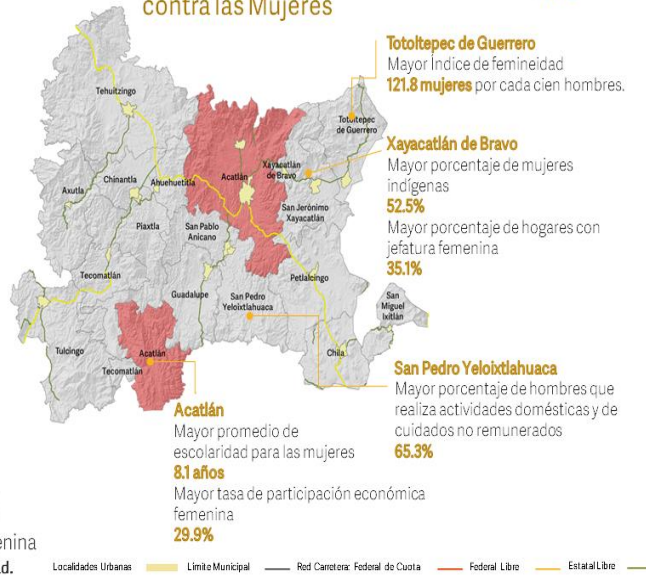 contra las Mujeres
Totoltepec de Guerrero
Mayor Índice de femineidad
121.8 mujeres por cada cien hombres.
Xayacatlán de Bravo
Mayor porcentaje de mujeres
indígenas
52.5%
Mayor porcentaje de hogares con
jefatura femenina
35.1%
San Pedro Yeloixtlahuaca
Mayor porcentaje de hombres que
realiza actividades domésticas y de
cuidados no remunerados
65.3%
Acatlán
Mayor promedio de
escolaridad para las mujeres
8.1 años
Mayor tasa de participación económica
femenina
29.9%
Tehuitzingo
Totoltepec
de Guerrero
Axutla
Chinantla
Ahuehuetitla
Acatlán
Xayacatlán
de Bravo
Piaxtla
San Pablo
Anicano
San Jerónimo
Xayacatlán
Tecomatlán
Guadalupe
San Pedro
Yeloixtlahuaca
Petlalcingo
San
Miguel
Ixitlán
Tulcingo
Acatlán
Tecomatlán
Chila
enina
d.
Localidades Urbanas
Limite Municipal
Red Carretera: Federal de Cuota
Federal Libre
Estatal Libre